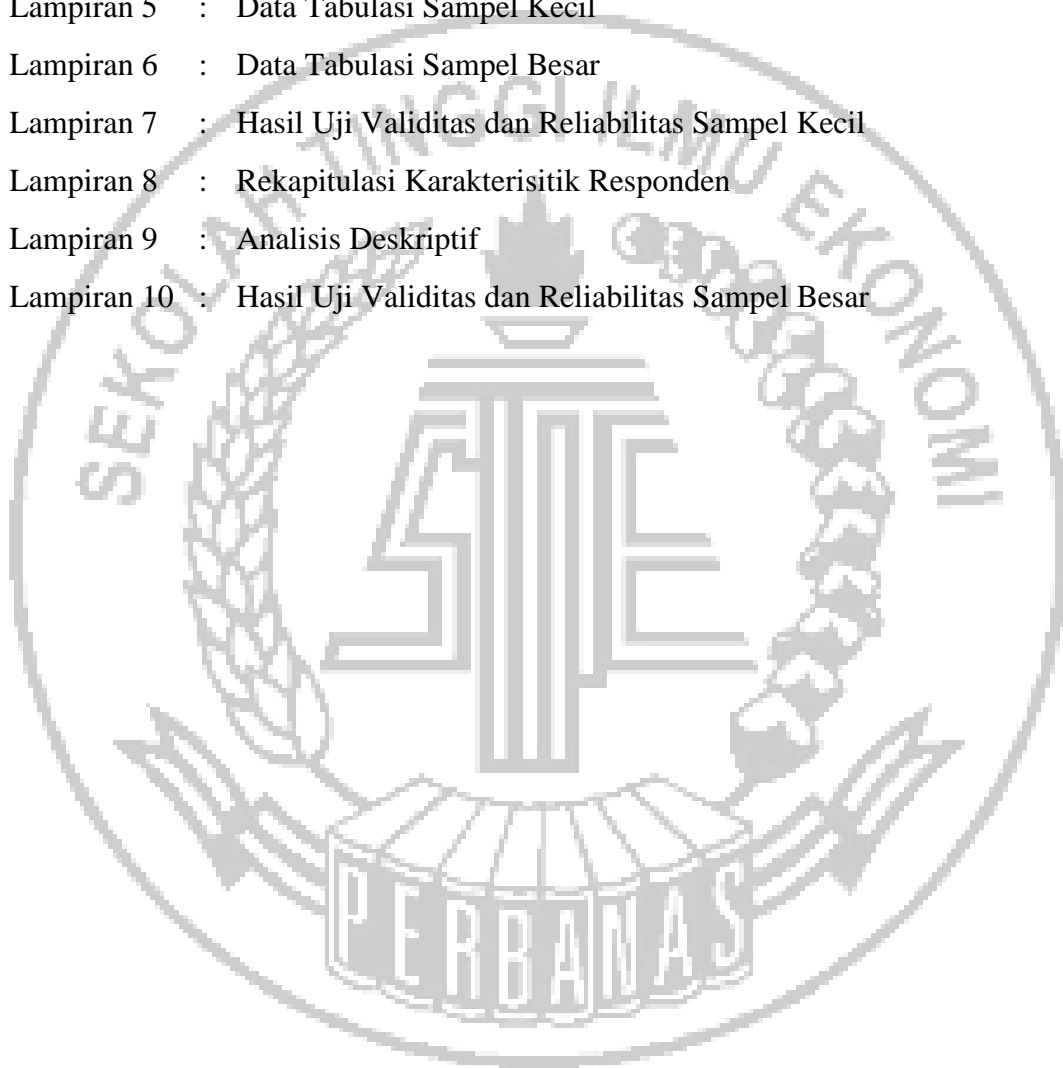 Lampiran 5 : Data Tabulasi Sampel Kecil
Lampiran 6 : Data Tabulasi Sampel Besar
Lampiran 7 : Hasil Uji Validitas dan Reliabilitas Sampel Kecil
Lampiran 8 : Rekapitulasi Karakterisitik Responden
Lampiran 9 : Analisis Deskriptif
Lampiran 10 : Hasil Uji Validitas dan Reliabilitas Sampel Besar
SEKOLAH TINGGI ILMU EKONOMI
STIE
PERBANAS